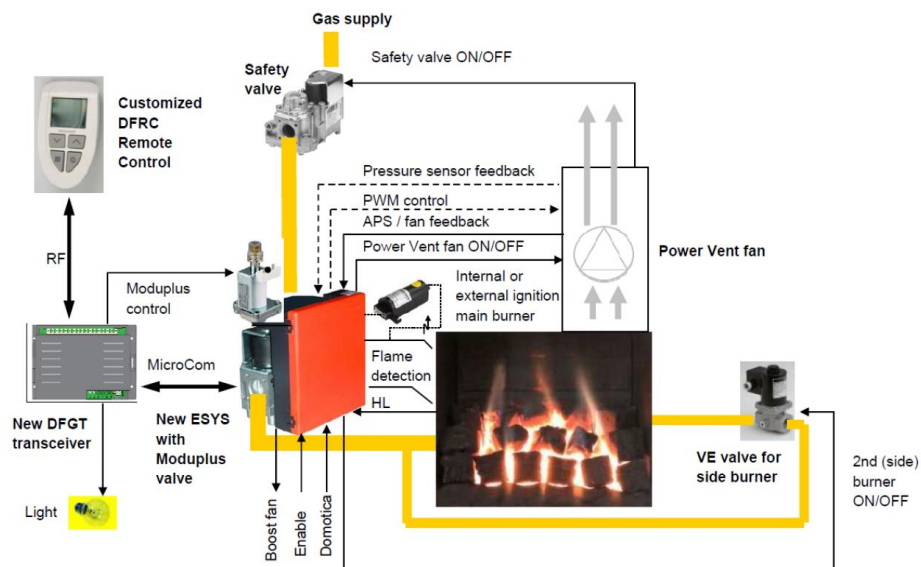 Gas supply
Safety valve ON/OFF
Safety
valve
Customized
DFRC
Remote
Control
Pressure sensor feedback
PWM control
APS / fan feedback
Power Vent fan ON/OFF
Power Vent fan
RF
Moduplus
control
Internal or
external ignition
main burner
MicroCom
Flame
detection
HL
New DFGT
transceiver
New ESYS
with
Moduplus
valve
VE valve for
side burner
2nd (side)
burner
ON/OFF
Light
Boost fan
Enable
Domotica